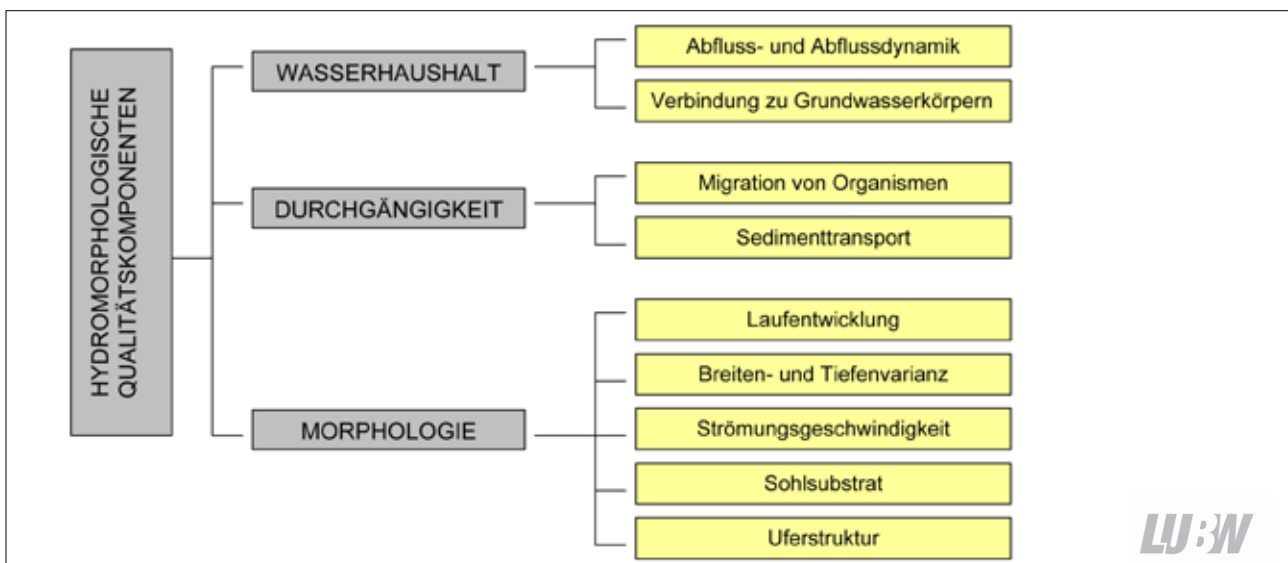 HYDROMORPHOLOGISCHE
QUALITÄTSKOMPONENTEN
WASSERHAUSHALT
Abfluss- und Abflussdynamik
Verbindung zu Grundwasserkörpern
DURCHGÄNGIGKEIT
Migration von Organismen
Sedimenttransport
MORPHOLOGIE
Laufentwicklung
Breiten- und Tiefenvarianz
Strömungsgeschwindigkeit
Sohlsubstrat
Uferstruktur
LUBW